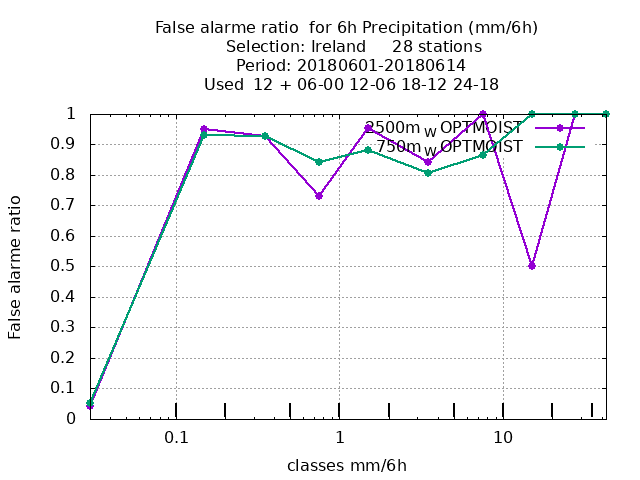 False alarme ratio  for 6h Precipitation (mm/6h)
Selection: Ireland     28 stations
Period: 20180601-20180614
Used  12 + 06-00 12-06 18-12 24-18
2500m W OPTMOIST
750m W OPTMOIST
1
0.9
0.8
0.7
0.6
0.5
0.4
0.3
0.2
0.1
0
False alarme ratio
0.1 1 10
classes mm/6h